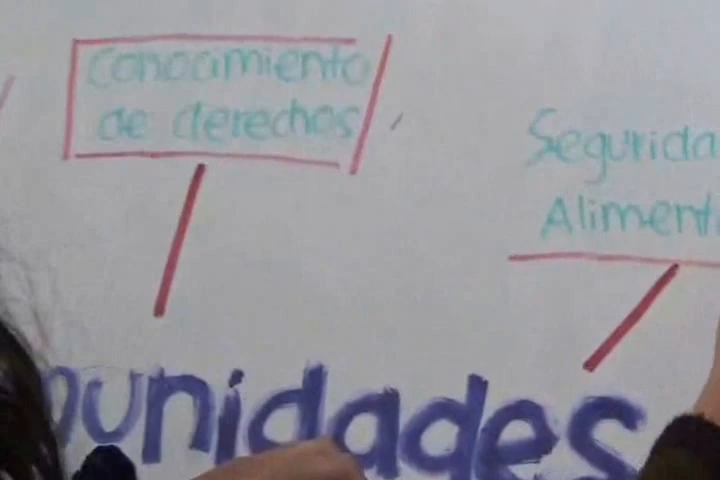 Conocimiento
de derechos
Segurida
Aliment
unidades